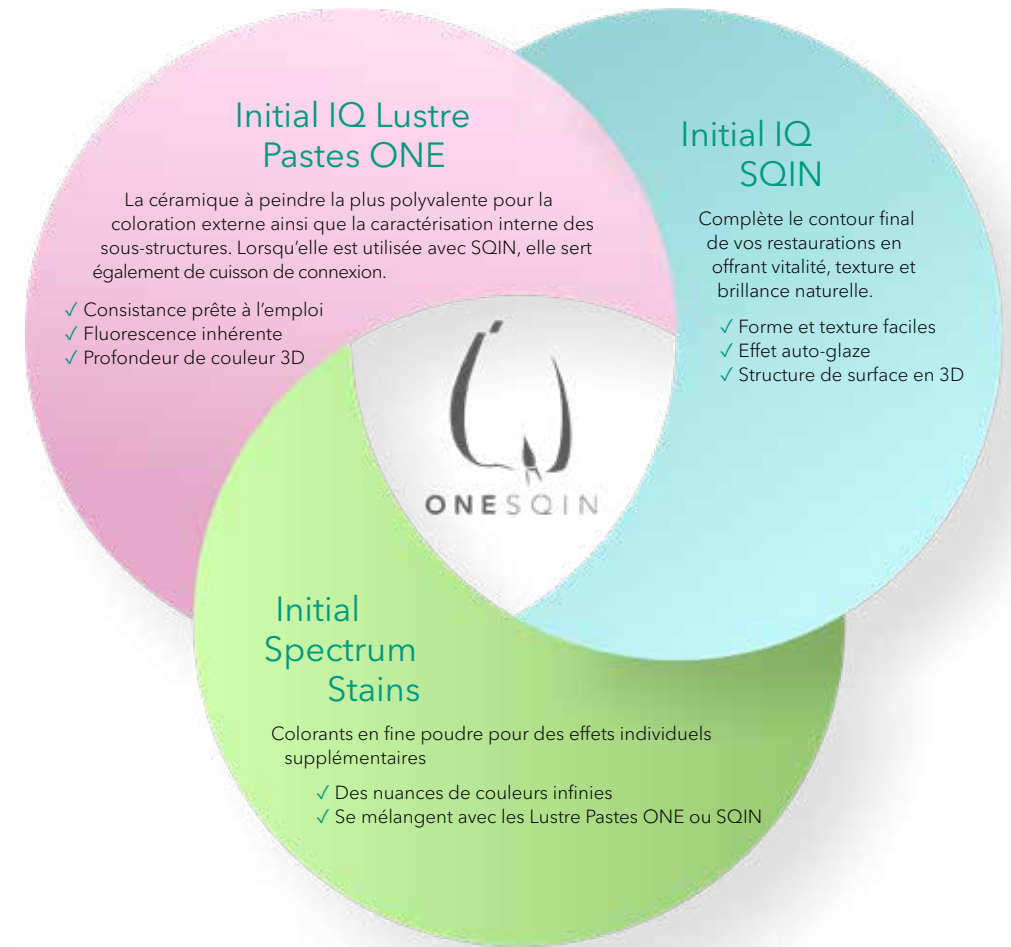 Initial IQ Lustre
Pastes ONE
La céramique à peindre la plus polyvalente pour la
coloration externe ainsi que la caractérisation interne des
sous-structures. Lorsqu'elle est utilisée avec SQIN, elle sert
également de cuisson de connexion.
✓ Consistance prête à l'emploi
✓ Fluorescence inhérente
✓ Profondeur de couleur 3D
Initial IQ
SQIN
Complète le contour final
de vos restaurations en
offrant vitalité, texture et
brillance naturelle.
✓ Forme et texture faciles
✓ Effet auto-glaze
✓ Structure de surface en 3D
ONESQIN
Initial
Spectrum
Stains
Colorants en fine poudre pour des effets individuels
supplémentaires
✓ Des nuances de couleurs infinies
✓ Se mélangent avec les Lustre Pastes ONE ou SQIN